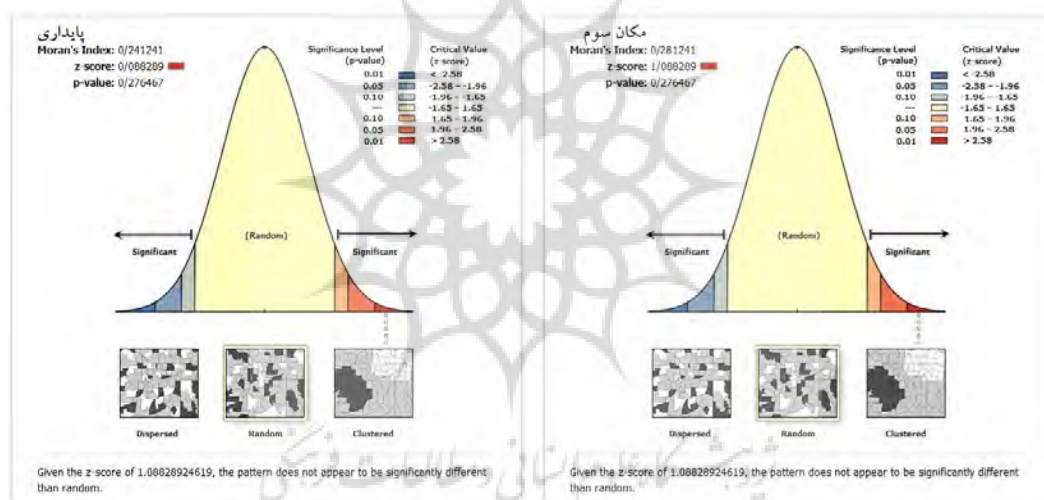 پایداری
Moran's Index: 0/241241
z-score: 0/088289
p-value: 0/276467
Significance Level
(p-value)
0.01
0.05
0.10
---
0.10
0.05
0.01
Critical Value
(z-score)
< -2.58
-2.58 - -1.96
-1.96 - -1.65
-1.65 - 1.65
1.65 - 1.96
1.96 - 2.58
> 2.58
Significant
(Random)
Significant
Dispersed
Random
Clustered
Given the z-score of 1.08828924619, the pattern does not appear to be significantly different
than random.
مکان سوم
Moran's Index: 0/281241
z-score: 1/088289
p-value: 0/276467
Significance Level
(p-value)
0.01
0.05
0.10
---
0.10
0.05
0.01
Critical Value
(z-score)
< -2.58
-2.58 - -1.96
-1.96 - -1.65
-1.65 - 1.65
1.65 - 1.96
1.96 - 2.58
> 2.58
Significant
(Random)
Significant
Dispersed
Random
Clustered
Given the z-score of 1.08828924619, the pattern does not appear to be significantly different
than random.
پژوهشگاه علوم انسانی و مطالعات فرهنگی